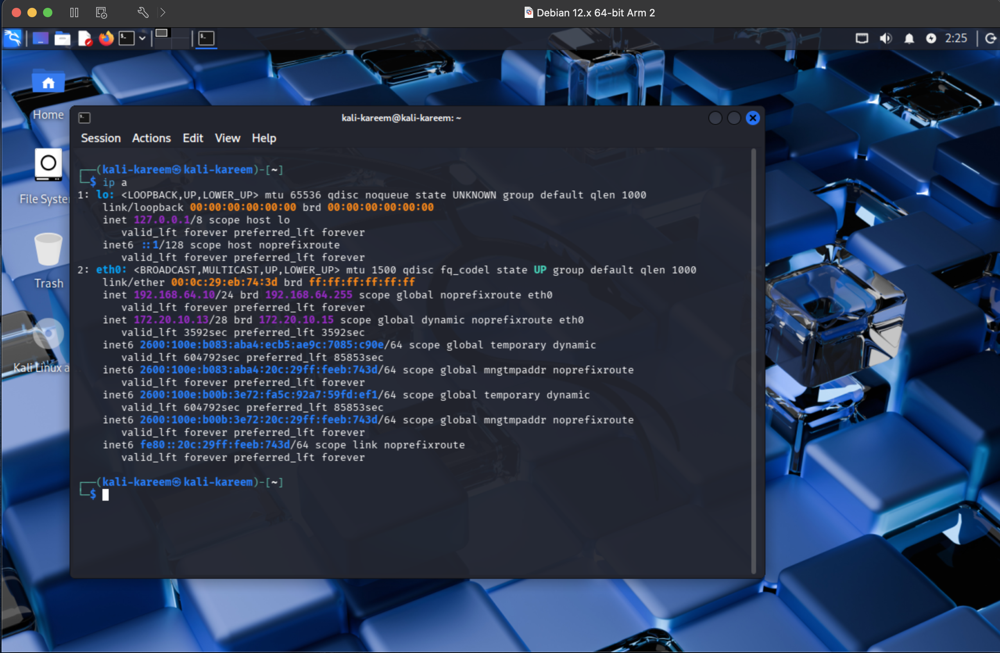 Debian 12.x 64-bit Arm 2
2:25
Home
File Syste
Trash
Kali Linux a
kali-kareem@kali-kareem: ~
Session Actions Edit View Help
┌──(kali-kareem㉿kali-kareem)-[~]
└─$ ip a
1: lo: <LOOPBACK,UP,LOWER_UP> mtu 65536 qdisc noqueue state UNKNOWN group default qlen 1000
link/loopback 00:00:00:00:00:00 brd 00:00:00:00:00:00
inet 127.0.0.1/8 scope host lo
valid_lft forever preferred_lft forever
inet6 ::1/128 scope host noprefixroute
valid_lft forever preferred_lft forever
2: eth0: <BROADCAST,MULTICAST,UP,LOWER_UP> mtu 1500 qdisc fq_codel state UP group default qlen 1000
link/ether 00:0c:29:eb:74:3d brd ff:ff:ff:ff:ff:ff
inet 192.168.64.10/24 brd 192.168.64.255 scope global noprefixroute eth0
valid_lft forever preferred_lft forever
inet 172.20.10.13/28 brd 172.20.10.15 scope global dynamic noprefixroute eth0
valid_lft 3592sec preferred_lft 3592sec
inet6 2600:100e:b083:aba4:ecb5:ae9c:7085:c90e/64 scope global temporary dynamic
valid_lft 604792sec preferred_lft 85853sec
inet6 2600:100e:b083:aba4:20c:29ff:feeb:743d/64 scope global mngtmpaddr noprefixroute
valid_lft forever preferred_lft forever
inet6 2600:100e:b00b:3e72:fa5c:92a7:59fd:ef1/64 scope global temporary dynamic
valid_lft 604792sec preferred_lft 85853sec
inet6 2600:100e:b00b:3e72:20c:29ff:feeb:743d/64 scope global mngtmpaddr noprefixroute
valid_lft forever preferred_lft forever
inet6 fe80::20c:29ff:feeb:743d/64 scope link noprefixroute
valid_lft forever preferred_lft forever
┌──(kali-kareem㉿kali-kareem)-[~]
└─$